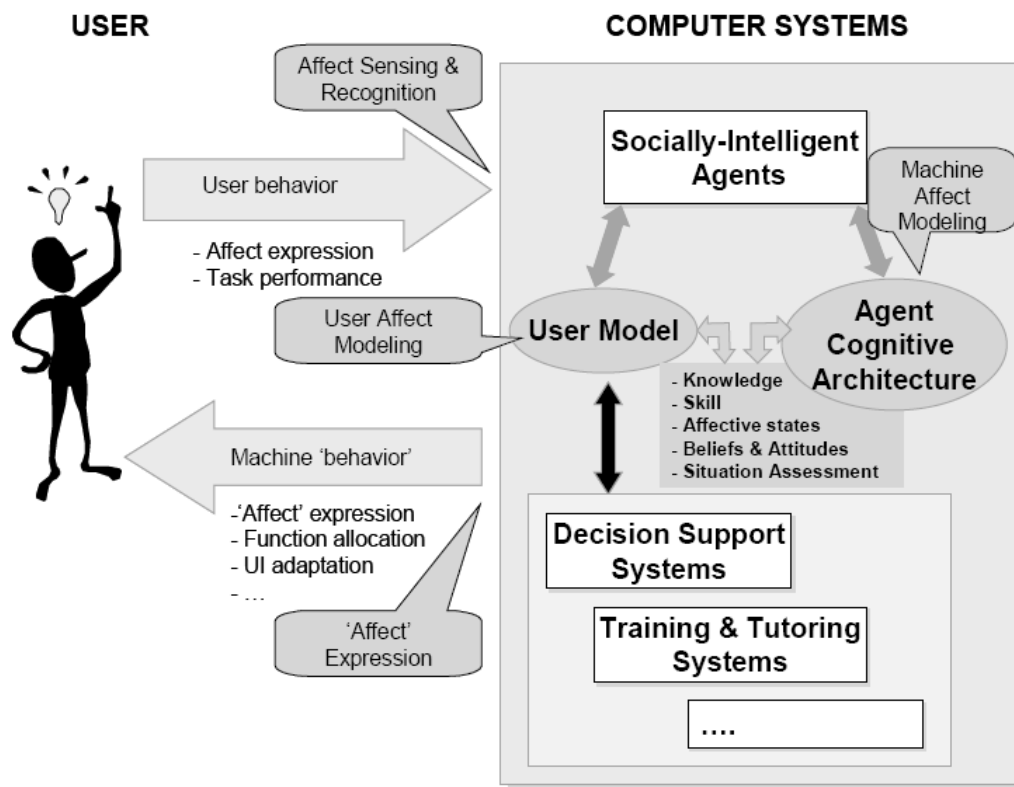 USER
COMPUTER SYSTEMS
Affect Sensing &
Recognition
User behavior
- Affect expression
- Task performance
Socially-Intelligent
Agents
Machine
Affect
Modeling
User Affect
Modeling
User Model
Agent
Cognitive
Architecture
- Knowledge
- Skill
- Affective states
- Beliefs & Attitudes
- Situation Assessment
Machine ‘behavior’
-‘Affect’ expression
- Function allocation
- UI adaptation
- …
‘Affect’
Expression
Decision Support
Systems
Training & Tutoring
Systems
....